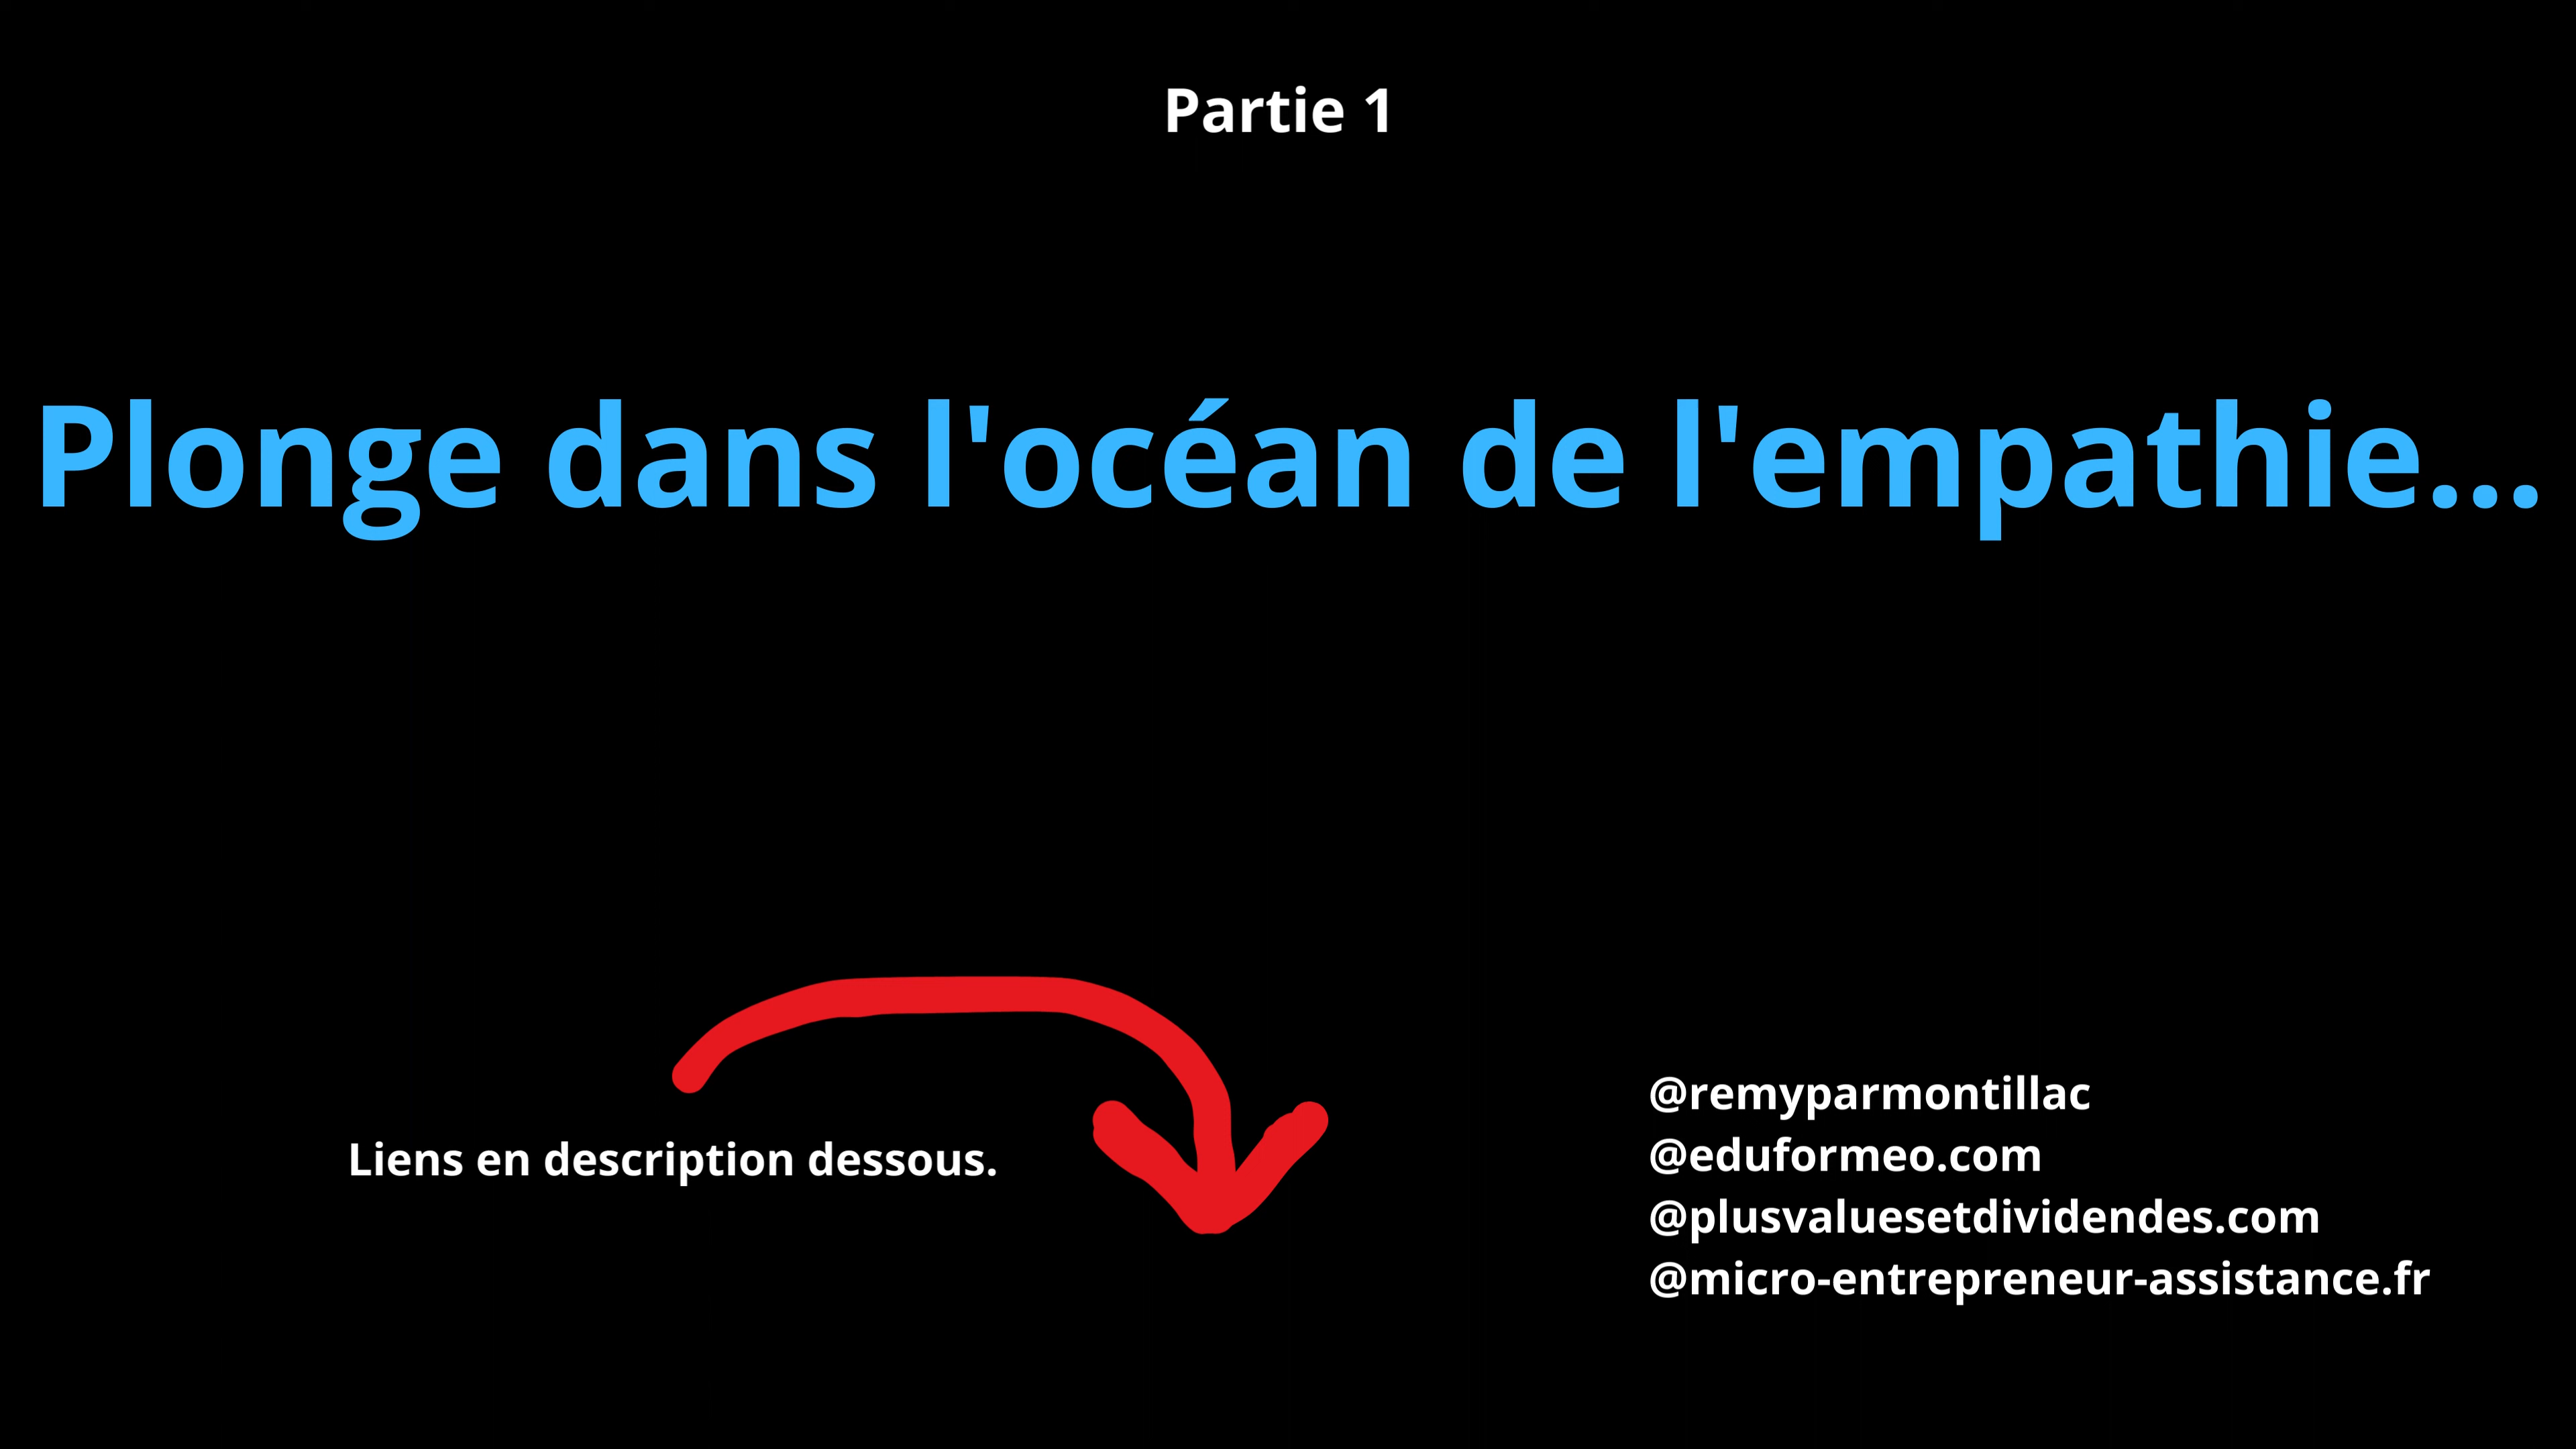 Partie 1
Plonge dans l'océan de l'empathie...
Liens en description dessous.
@remyparmontillac
@eduformeo.com
@plusvaluesetdividendes.com
@micro-entrepreneur-assistance.fr